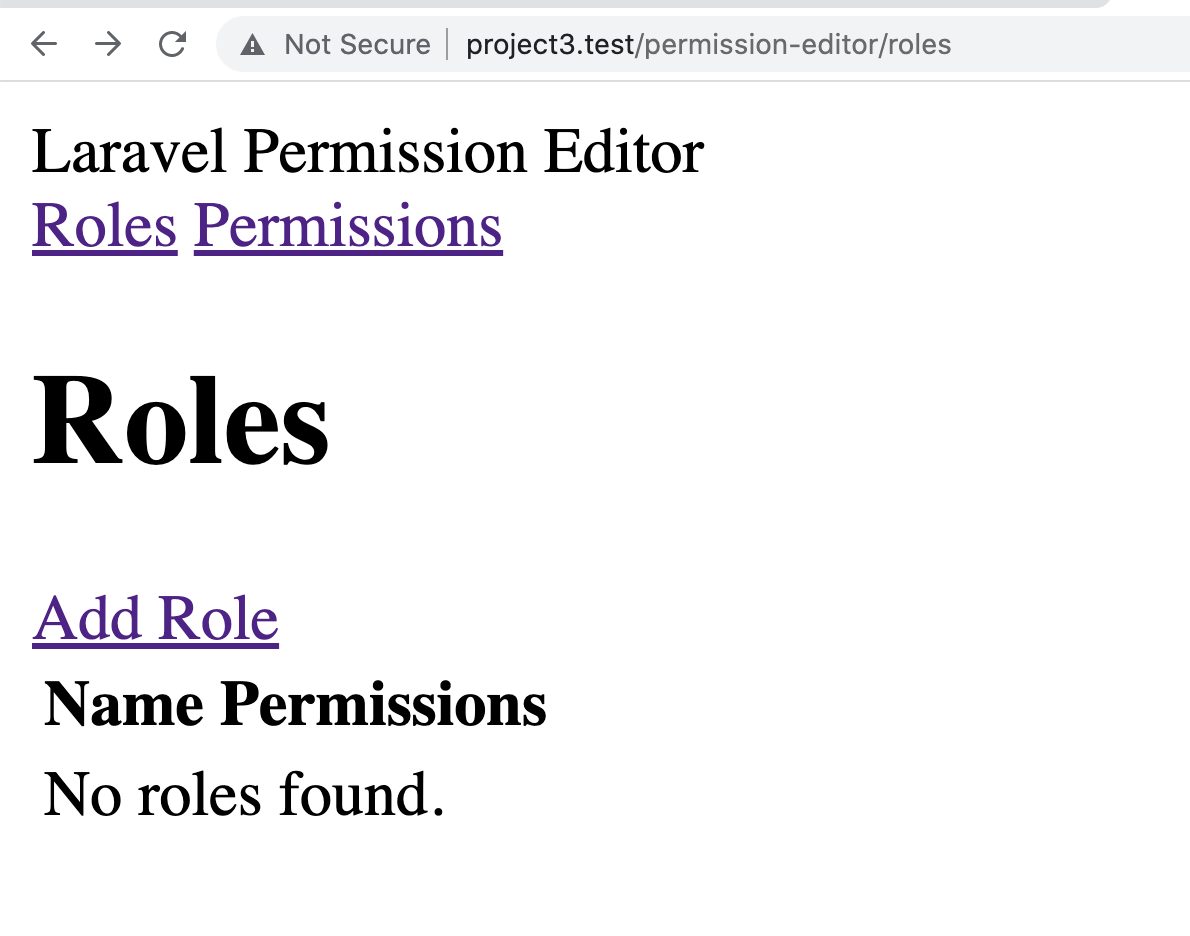 Not Secure project3.test/permission-editor/roles
Laravel Permission Editor
Roles Permissions
Roles
Add Role
Name Permissions
No roles found.